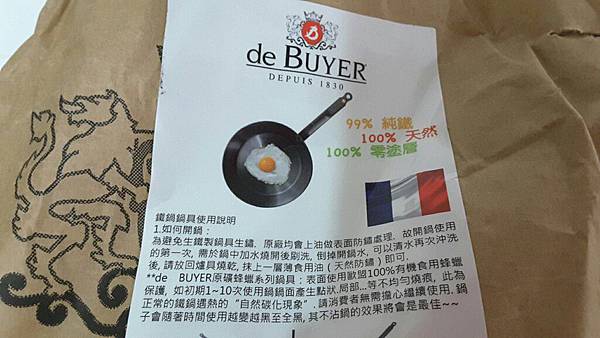 de BUYER
DEPUIS 1830
99% 純鐵
100% 天然
100% 零塗層
鐵鍋鍋具使用說明
1.如何開鍋：
為避免生鐵製鍋具生鏽，原廠均會上油做表面防鏽處理，故開鍋使用
的第一次, 需於鍋中加水燒開後刷洗, 倒掉開鍋水, 可以清水再次沖洗
後, 請放回爐具燒乾, 抹上一層薄食用油（天然防鏽）即可.
**de BUYER原礦蜂蠟系列鍋具：表面使用歐盟100%有機食用蜂蠟
保護, 如初期1~10次使用鍋鍋面產生點狀.局部...等不均勻燒痕, 此為
正常的鐵鍋遇熱的“自然碳化現象”, 請消費者無需擔心繼續使用, 鍋
子會隨著時間使用越變越黑至全黑, 其不沾鍋的效果將會是最佳~~